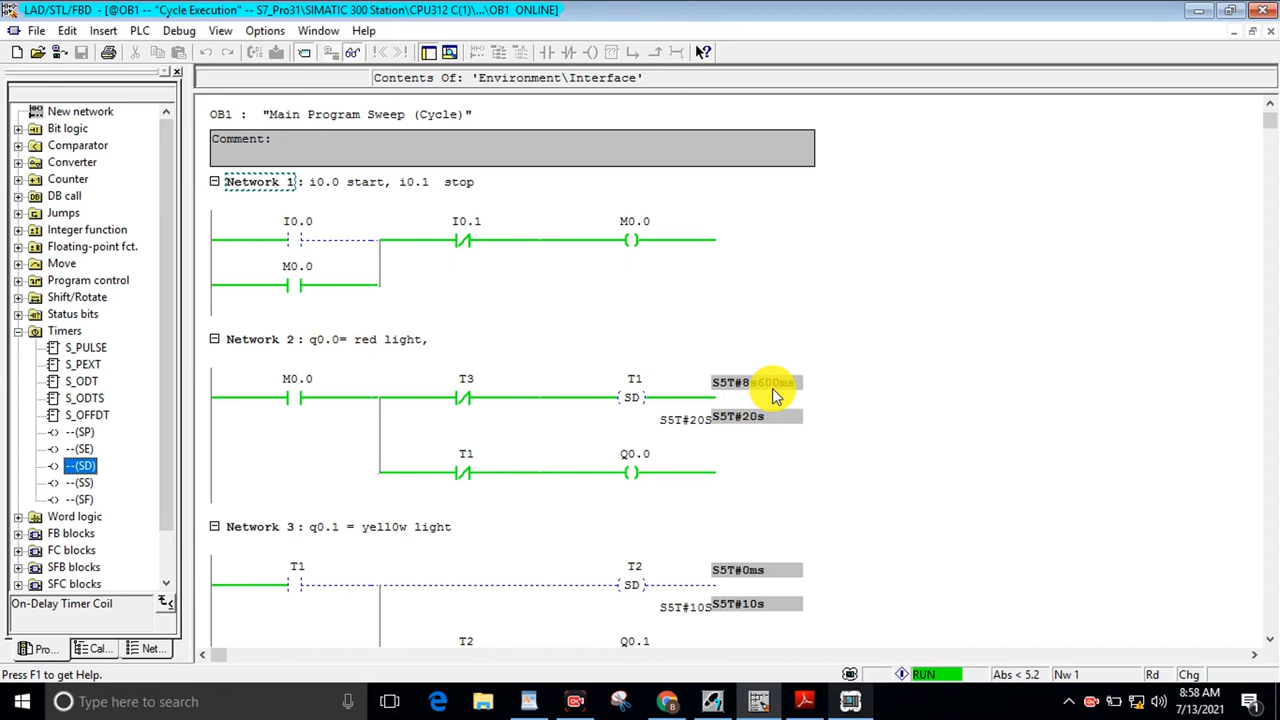 LAD/STL/FBD - [@OB1 -- "Cycle Execution" -- S7_Pro31\SIMATIC 300 Station\CPU312 C(1)\...\OB1 ONLINE]
File Edit Insert PLC Debug View Options Window Help
Contents Of: 'Environment\Interface'
New network
Bit logic
Comparator
Converter
Counter
DB call
Jumps
Integer function
Floating-point fct.
Move
Program control
Shift/Rotate
Status bits
Timers
S_PULSE
S_PEXT
S_ODT
S_ODTS
S_OFFDT
--(SP)
--(SE)
--(SD)
--(SS)
--(SF)
Word logic
FB blocks
FC blocks
SFB blocks
SFC blocks
On-Delay Timer Coil
Pro... Cal... Net...
OB1 : "Main Program Sweep (Cycle)"
Comment:
Network 1: i0.0 start, i0.1 stop
I0.0 I0.1 M0.0
M0.0
Network 2: q0.0= red light,
M0.0 T3 T1 S5T#8s600ms
SD
S5T#20S S5T#20s
T1 Q0.0
Network 3: q0.1 = yell0w light
T1 T2 S5T#0ms
SD
S5T#10S S5T#10s
T2 Q0.1
Press F1 to get Help.
RUN Abs < 5.2 Nw 1 Rd Chg
Type here to search
8:58 AM
7/13/2021
1